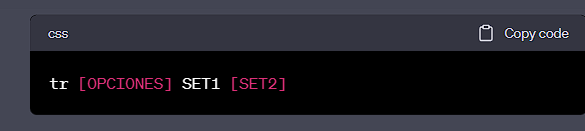 css Copy code
tr [OPCIONES] SET1 [SET2]